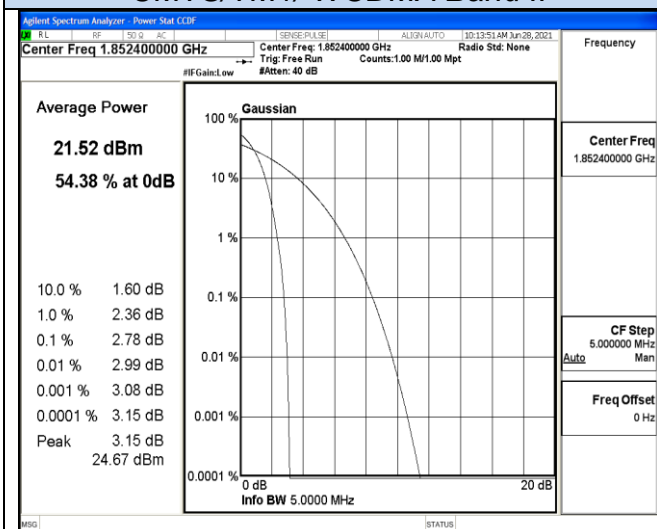 Agilent Spectrum Analyzer - Power Stat CCDF
RL RF 50 Ω AC SENSE:PULSE ALIGN AUTO 10:13:51 AM Jun 28, 2021
Center Freq 1.852400000 GHz
Center Freq: 1.852400000 GHz Radio Std: None
Trig: Free Run Counts:1.00 M/1.00 Mpt
#IFGain:Low #Atten: 40 dB
Frequency
Average Power
21.52 dBm
54.38 % at 0dB
10.0 % 1.60 dB
1.0 % 2.36 dB
0.1 % 2.78 dB
0.01 % 2.99 dB
0.001 % 3.08 dB
0.0001 % 3.15 dB
Peak 3.15 dB
24.67 dBm
Gaussian
100 %
10 %
1 %
0.1 %
0.01 %
0.001 %
0.0001 %
0 dB 20 dB
Info BW 5.0000 MHz
Center Freq
1.852400000 GHz
CF Step
5.000000 MHz
Auto Man
Freq Offset
0 Hz
MSG STATUS